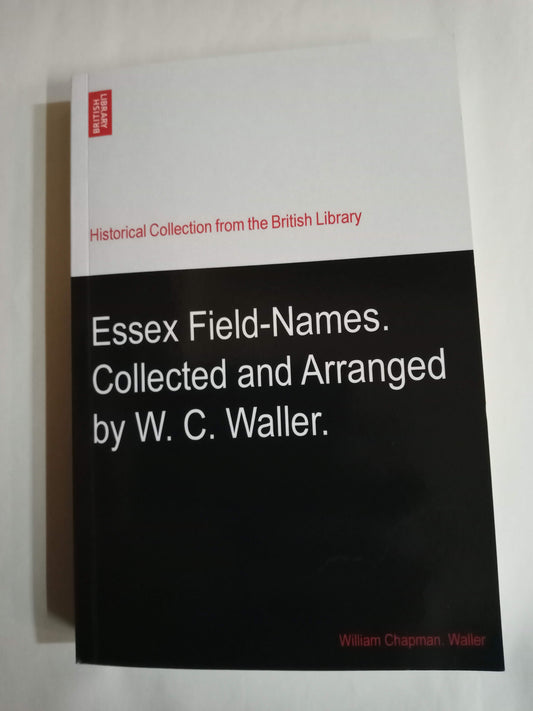 BRITISH
LIBRARY
Historical Collection from the British Library
Essex Field-Names.
Collected and Arranged
by W. C. Waller.
William Chapman. Waller